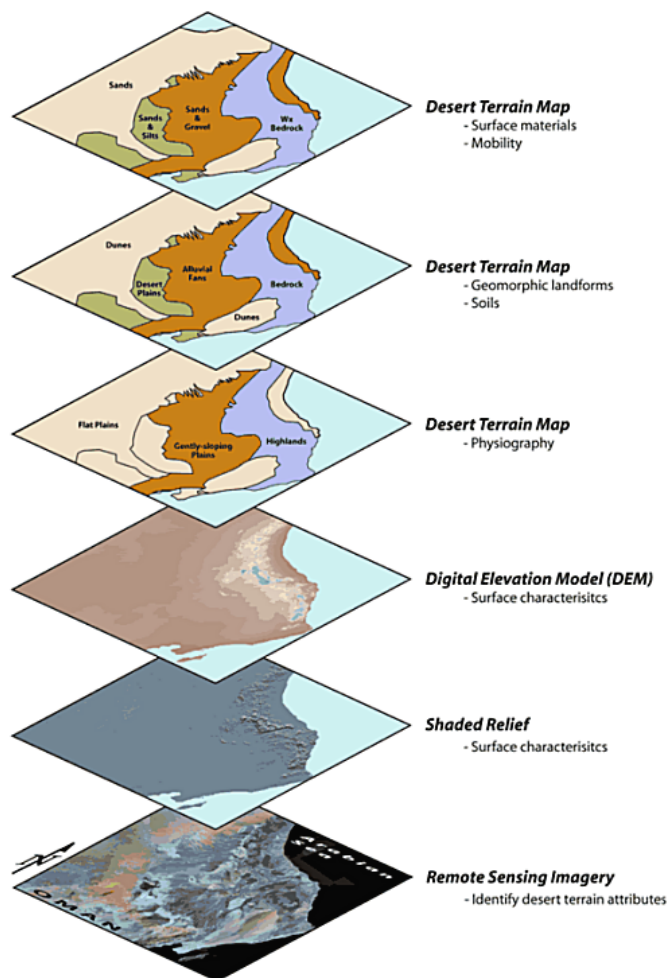 Sands
Sands
& Silts
Sands
&
Gravel
Wx
Bedrock
Desert Terrain Map
- Surface materials
- Mobility
Dunes
Desert
Plains
Alluvial
Fans
Bedrock
Dunes
Desert Terrain Map
- Geomorphic landforms
- Soils
Flat Plains
Gently-sloping
Plains
Highlands
Desert Terrain Map
- Physiography
Digital Elevation Model (DEM)
- Surface characterisitcs
Shaded Relief
- Surface characterisitcs
Arabian
Sea
OMAN
Remote Sensing Imagery
- Identify desert terrain attributes